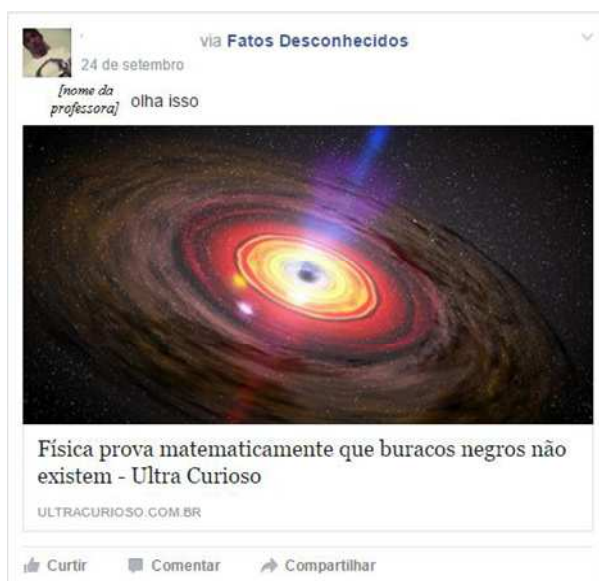 via Fatos Desconhecidos
24 de setembro
[nome da
professora] olha isso
Física prova matematicamente que buracos negros não
existem - Ultra Curioso
ULTRACURIOSO.COM.BR
Curtir Comentar Compartilhar